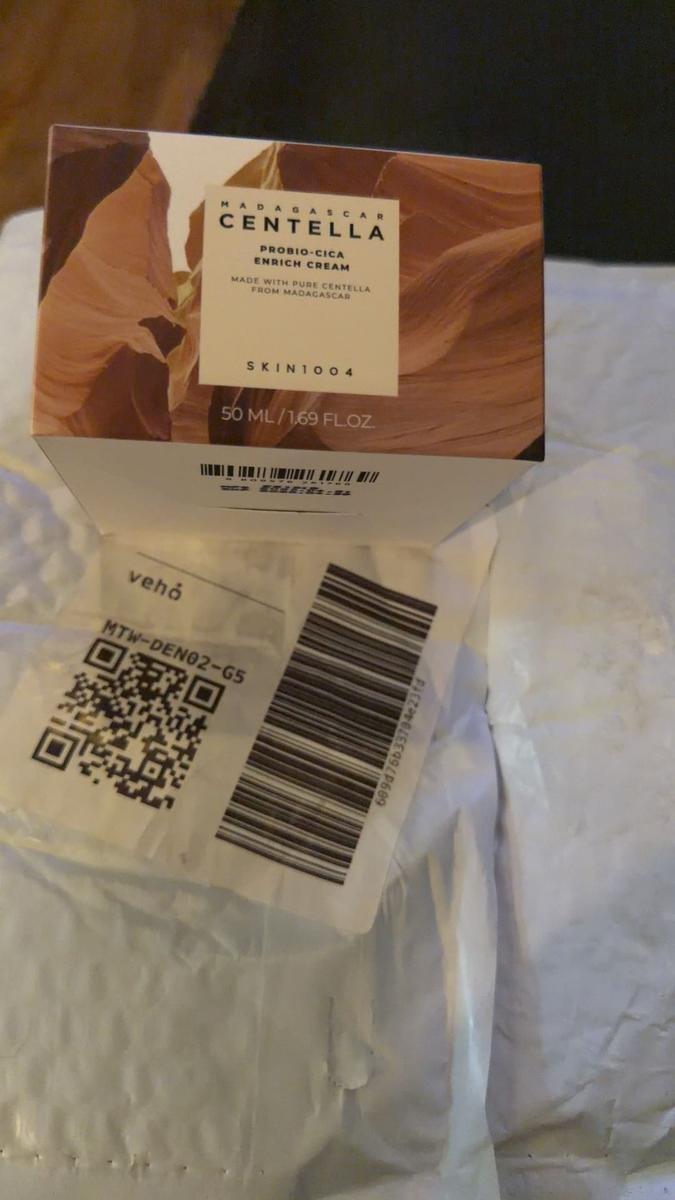 MADAGASCAR
CENTELLA
PROBIO-CICA
ENRICH CREAM
MADE WITH PURE CENTELLA
FROM MADAGASCAR
SKIN1004
50 ML / 1.69 FL.OZ.
veho
MTW-DEN02-G5